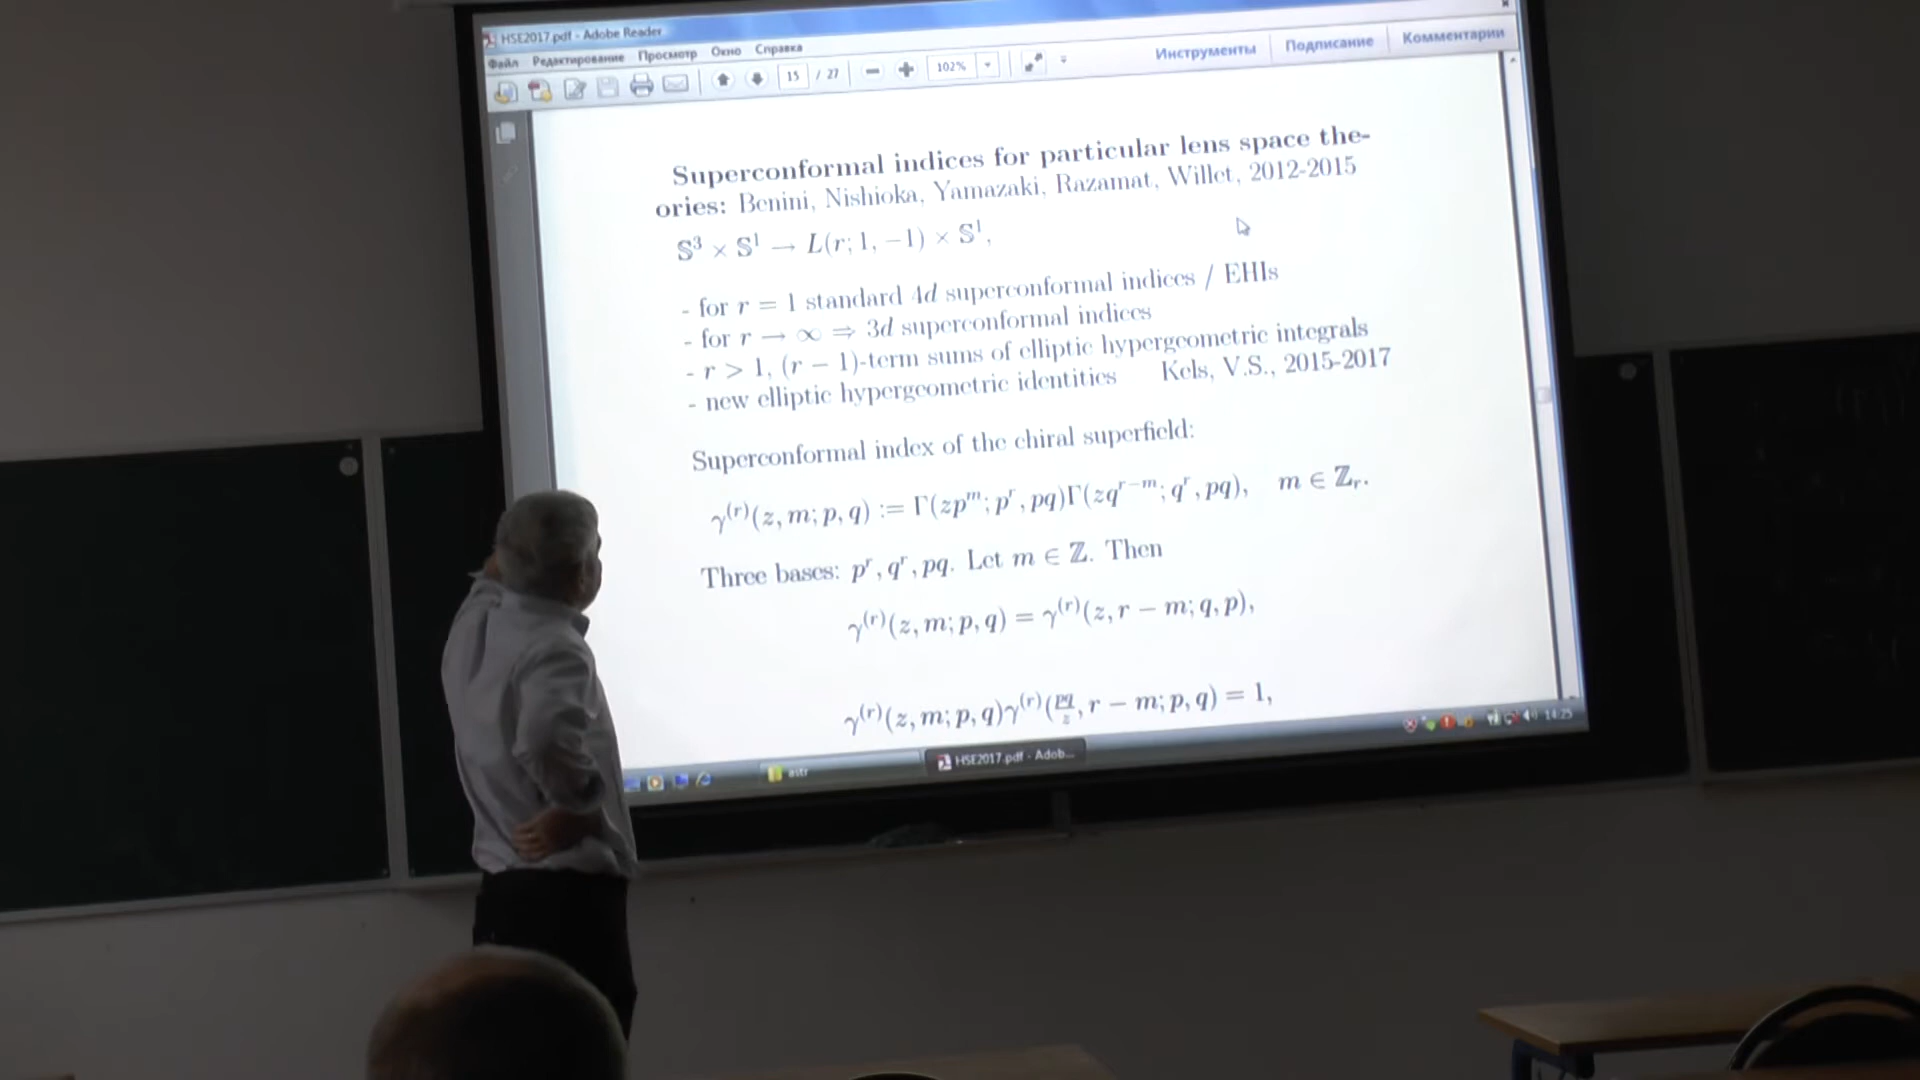 HSE2017.pdf - Adobe Reader
Файл Редактирование Просмотр Окно Справка
15 / 27 102% Инструменты Подписание Комментарии
Superconformal indices for particular lens space the-
ories: Benini, Nishioka, Yamazaki, Razamat, Willet, 2012-2015
𝕊³ × 𝕊¹ → L(r; 1, −1) × 𝕊¹,
- for r = 1 standard 4d superconformal indices / EHIs
- for r → ∞ ⇒ 3d superconformal indices
- r > 1, (r − 1)-term sums of elliptic hypergeometric integrals
- new elliptic hypergeometric identities Kels, V.S., 2015-2017
Superconformal index of the chiral superfield:
γ^{(r)}(z, m; p, q) := Γ(zp^m; p^r, pq)Γ(zq^{r−m}; q^r, pq), m ∈ ℤ_r.
Three bases: p^r, q^r, pq. Let m ∈ ℤ. Then
γ^{(r)}(z, m; p, q) = γ^{(r)}(z, r − m; q, p),
γ^{(r)}(z, m; p, q)γ^{(r)}(pq/z, r − m; p, q) = 1,
astr HSE2017.pdf - Adob... 14:25